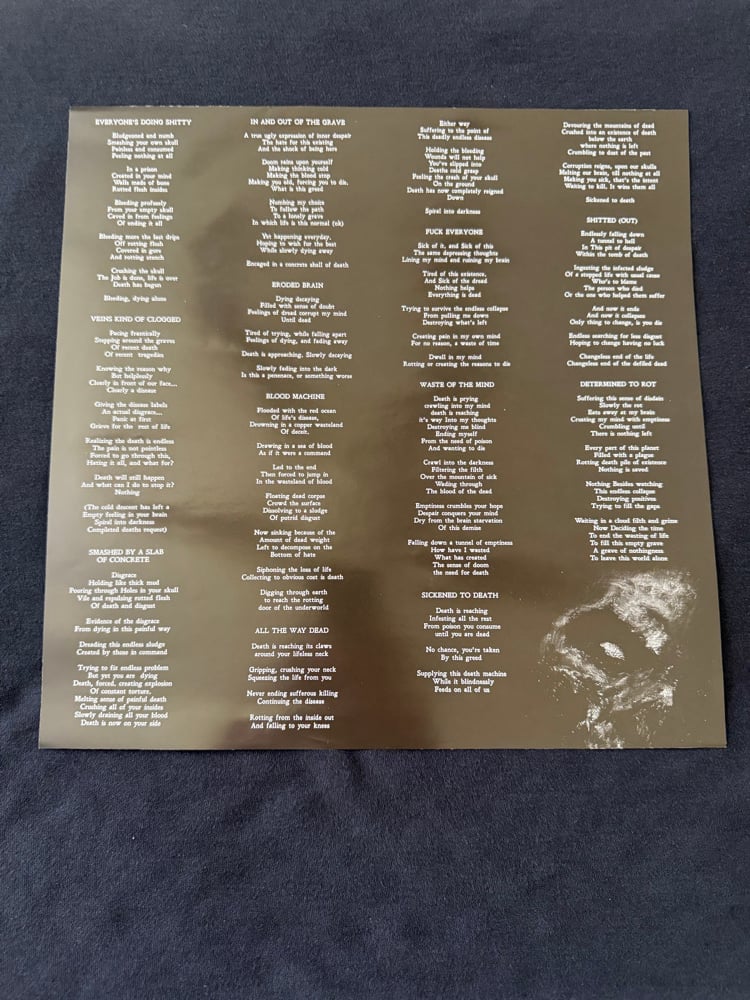 EVERYONE'S DOING SHITTY
Bludgeoned and numb
Smashing your own skull
Painless and consumed
Feeling nothing at all
In a prison
Created in your mind
Walls made of bone
Rotted flesh insides
Bleeding profusely
From your empty skull
Caved in from feelings
Of ending it all
Bleeding more the last drips
Off rotting flesh
Covered in gore
And rotting stench
Crushing the skull
The Job is done, life is over
Death has begun
Bleeding, dying alone
VEINS KIND OF CLOGGED
Pacing frantically
Stepping around the graves
Of recent death
Of recent tragedies
Knowing the reason why
But helplessly
Clearly in front of our face...
Clearly a disease
Giving the disease labels
An actual disgrace...
Panic at first
Grieve for the rest of life
Realizing the death is endless
The pain is not pointless
Forced to go through this,
Hating it all, and what for?
Death will still happen
And what can I do to stop it?
Nothing
(The cold descent has left a
Empty feeling in your brain
Spiral into darkness
Completed deaths request)
SMASHED BY A SLAB
OF CONCRETE
Disgrace
Holding like thick mud
Pouring through Holes in your skull
Vile and repulsing rotted flesh
Of death and disgust
Evidence of the disgrace
From dying in this painful way
Dreading this endless sludge
Created by those in command
Trying to fit endless problem
But yet you are dying
Death, forced, creating explosion
Of constant torture,
Melting sense of painful death
Crushing all of your insides
Slowly draining all your blood
Death is now on your side
IN AND OUT OF THE GRAVE
A true ugly expression of inner despair
The hate for this existing
And the shock of being here
Doom rains upon yourself
Making thinking cold
Making the blood stop
Making you old, forcing you to die.
What is this greed
Numbing my choice
To follow the path
To a lonely grave
In which life is this normal (ok)
Yet happening everyday,
Hoping to wish for the best
While slowly dying away
Encaged in a concrete shell of death
ERODED BRAIN
Dying decaying
Filled with sense of doubt
Feelings of dread corrupt my mind
Until dead
Tired of trying, while falling apart
Feelings of dying, and fading away
Death is approaching, Slowly decaying
Slowly fading into the dark
Is this a penenace, or something worse
BLOOD MACHINE
Flooded with the red ocean
Of life's disease,
Drowning in a copper wasteland
Of deceit.
Drawing in a sea of blood
As if it were a command
Led to the end
Then forced to jump in
In the wasteland of blood
Floating dead corpse
Crowd the surface
Dissolving to a sludge
Of putrid disgust
Now sinking because of the
Amount of dead weight
Left to decompose on the
Bottom of hate
Siphoning the loss of life
Collecting to obvious cost is death
Digging through earth
to reach the rotting
door of the underworld
ALL THE WAY DEAD
Death is reaching its claws
around your lifeless neck
Gripping, crushing your neck
Squeezing the life from you
Never ending sufferous killing
Continuing the disease
Rotting from the inside out
And falling to your kness
Either way
Suffering to the point of
This deadly endless disease
Holding the bleeding
Wounds will not help
You've slipped into
Deaths cold grasp
Feeling the crash of your skull
On the ground
Death has now completely reigned
Down
Spiral into darkness
FUCK EVERYONE
Sick of it, and Sick of this
The same depressing thoughts
Lining my mind and ruining my brain
Tired of this existence,
And Sick of the dread
Nothing helps
Everything is dead
Trying to survive the endless collapse
From pulling me down
Destroying what's left
Creating pain in my own mind
For no reason, a waste of time
Dwell in my mind
Rotting or creating the reasons to die
WASTE OF THE MIND
Death is prying
crawling into my mind
death is reaching
it's way Into my thoughts
Destroying me blind
Ending myself
From the need of poison
And wanting to die
Crawl into the darkness
Filtering the filth
Over the mountain of sick
Wading through
The blood of the dead
Emptiness crumbles your hope
Despair conquers your mind
Dry from the brain starvation
Of this demise
Falling down a tunnel of emptiness
How have I wasted
What has created
The sense of doom
the need for death
SICKENED TO DEATH
Death is reaching
Infesting all the rest
From poison you consume
until you are dead
No chance, you're taken
By this greed
Supplying this death machine
While it blindnessly
Feeds on all of us
Devouring the mountains of dead
Crushed into an existence of death
below the earth
where nothing is left
Crumbling to dust of the past
Corruption reigns, upon our skulls
Melting our brain, till nothing at all
Making you sick, that's the intent
Waiting to kill. It wins them all
Sickened to death
SHITTED (OUT)
Endlessly falling down
A tunnel to hell
In This pit of despair
Within the tomb of death
Ingesting the infected sludge
Of a stopped life with usual cause
Who's to blame
The person who died
Or the one who helped them suffer
And now it ends
And now it collapses
Only thing to change, is you die
Endless searching for less disgust
Hoping to change having no luck
Changeless end of the life
Changeless end of the defiled dead
DETERMINED TO ROT
Suffering this sense of disdain
Slowly the rot
Eats away at my brain
Crushing my mind with emptiness
Crumbling until
There is nothing left
Every part of this planet
Filled with a plague
Rotting death pile of existence
Nothing is saved
Nothing Besides watching
This endless collapse
Destroying positives
Trying to fill the gaps
Waiting in a cloud filth and grime
Now Deciding the time
To end the wasting of life
To fill this empty grave
A grave of nothingness
To leave this world alone